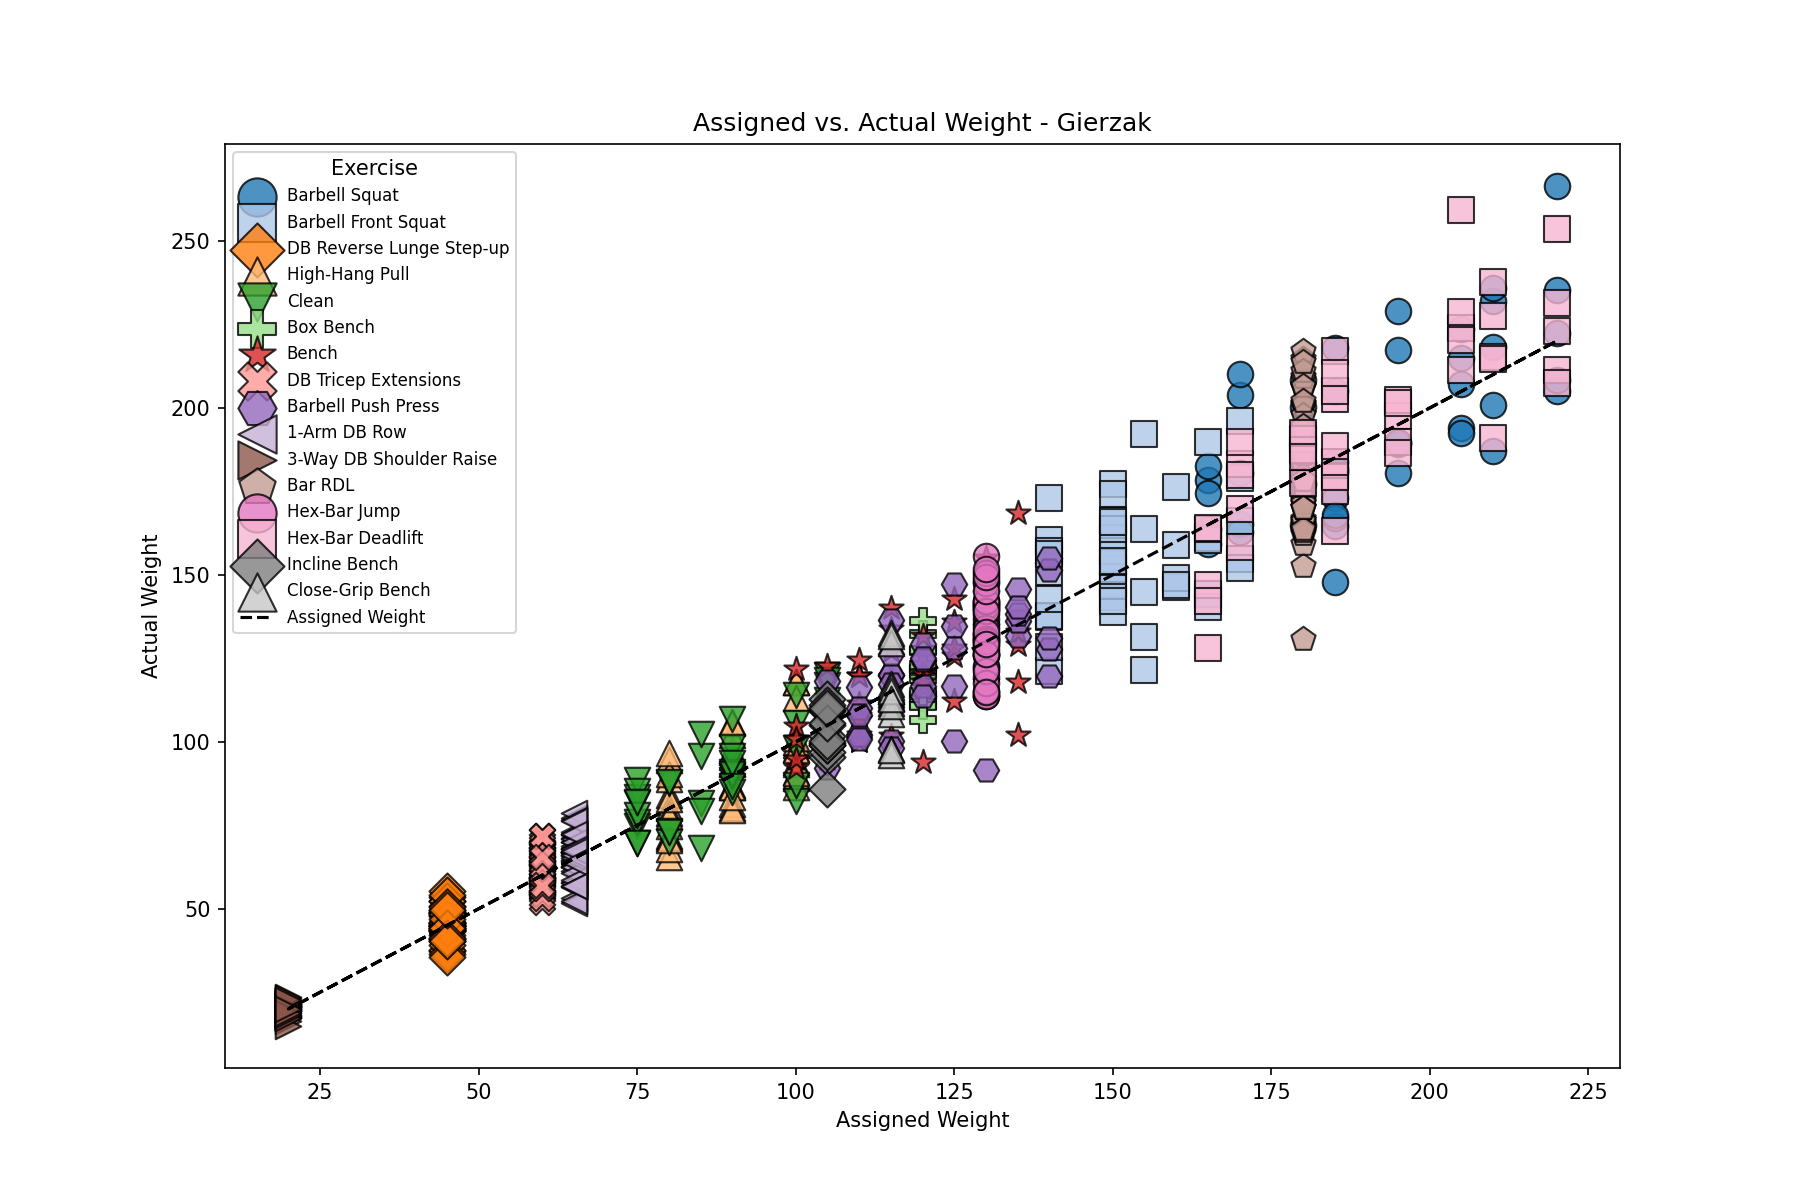 Assigned vs. Actual Weight - Gierzak
Exercise
Barbell Squat
Barbell Front Squat
DB Reverse Lunge Step-up
High-Hang Pull
Clean
Box Bench
Bench
DB Tricep Extensions
Barbell Push Press
1-Arm DB Row
3-Way DB Shoulder Raise
Bar RDL
Hex-Bar Jump
Hex-Bar Deadlift
Incline Bench
Close-Grip Bench
Assigned Weight
Actual Weight
250
200
150
100
50
25 50 75 100 125 150 175 200 225
Assigned Weight